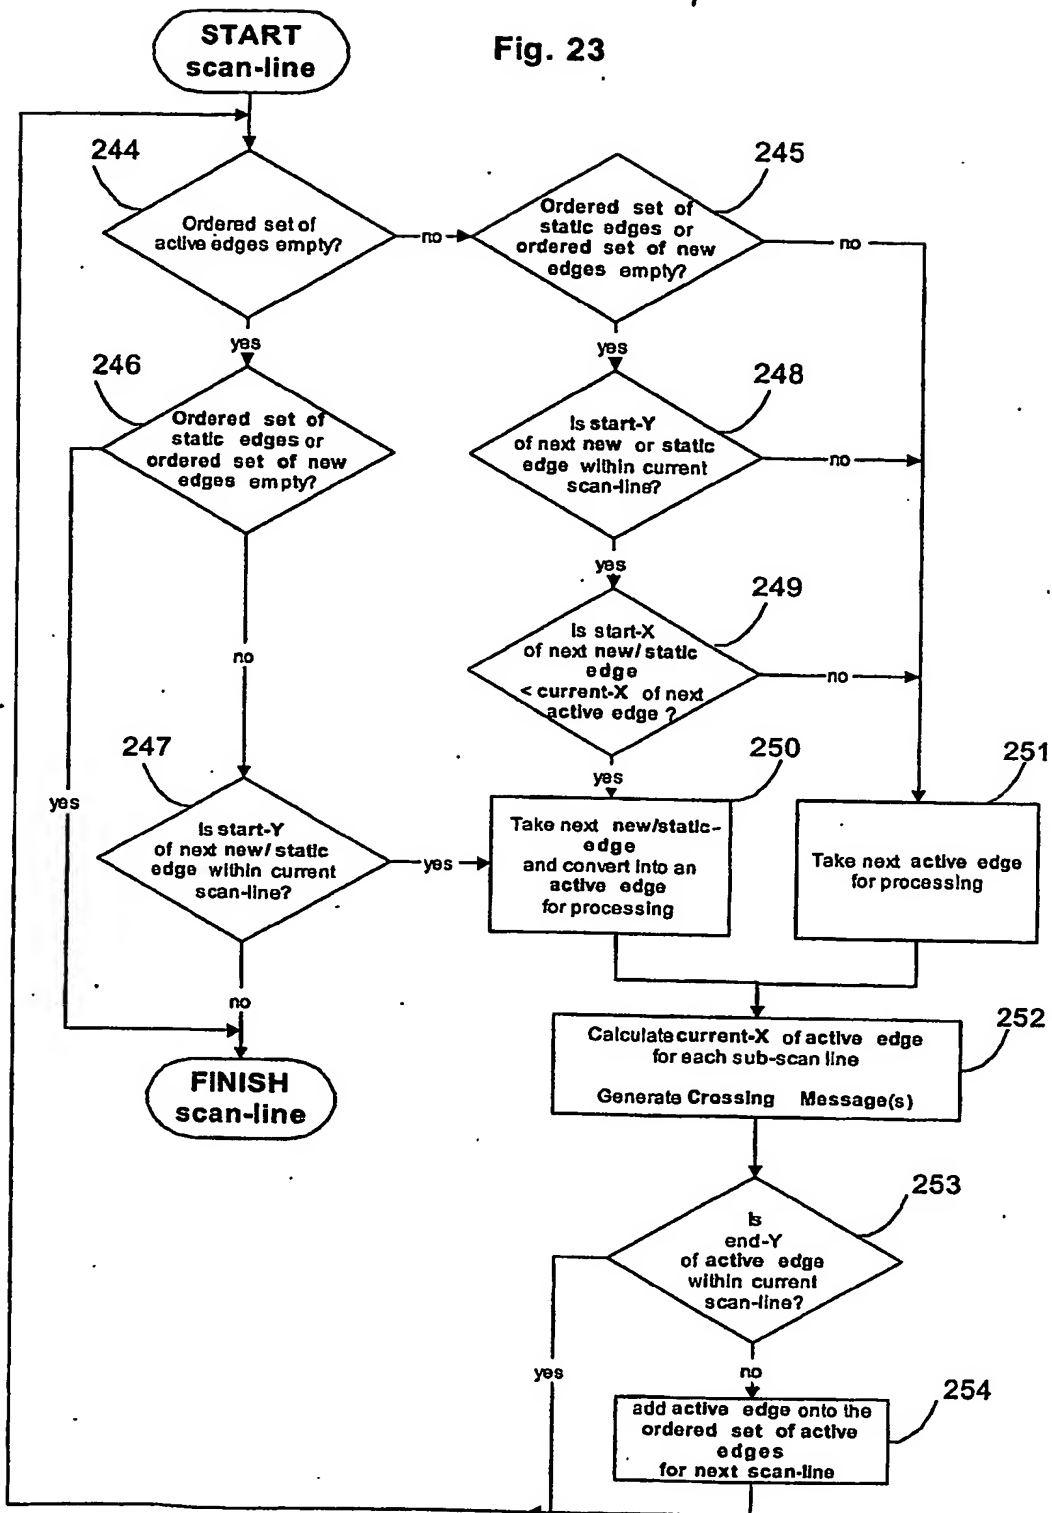 START
scan-line
Fig. 23
244
Ordered set of
active edges empty?
no
245
Ordered set of
static edges or
ordered set of new
edges empty?
no
yes
yes
246
Ordered set of
static edges or
ordered set of new
edges empty?
248
Is start-Y
of next new or static
edge within current
scan-line?
no
yes
249
Is start-X
of next new/static
edge
< current-X of next
active edge ?
no
no
yes
247
Is start-Y
of next new/static
edge within current
scan-line?
yes
yes
250
Take next new/static-
edge
and convert into an
active edge
for processing
251
Take next active edge
for processing
no
FINISH
scan-line
252
Calculate current-X of active edge
for each sub-scan line
Generate Crossing Message(s)
253
Is
end-Y
of active edge
within current
scan-line?
yes
no
254
add active edge onto the
ordered set of active
edges
for next scan-line